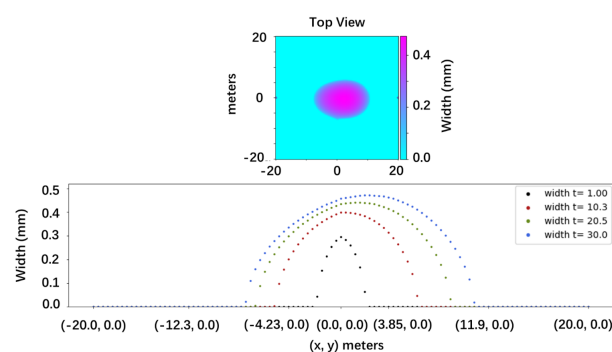 Top View
20
0
-20
meters
-20 0 20
0.4
0.2
0.0
Width (mm)
0.5
0.4
0.3
0.2
0.1
0.0
Width (mm)
width t= 1.00
width t= 10.3
width t= 20.5
width t= 30.0
(-20.0, 0.0) (-12.3, 0.0) (-4.23, 0.0) (0.0, 0.0) (3.85, 0.0) (11.9, 0.0) (20.0, 0.0)
(x, y) meters